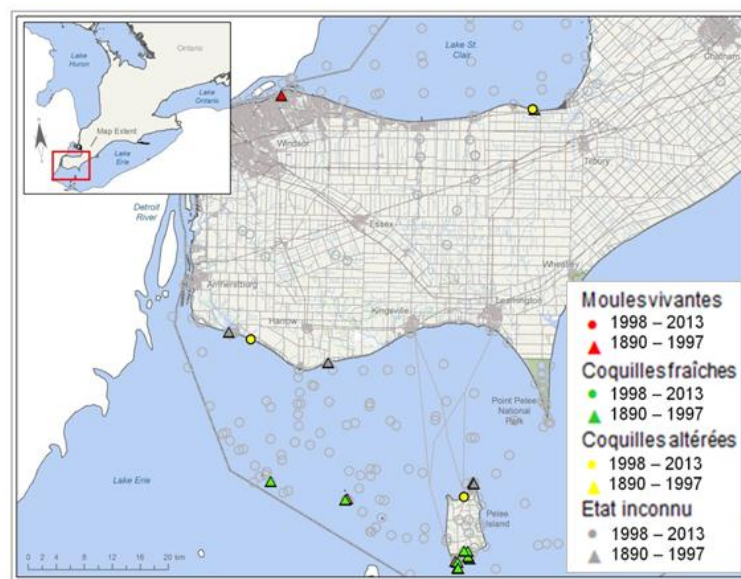 Lake Huron
Ontario
Lake Ontario
Map Extent
Lake Erie
Lake St. Clair
Chatham
Windsor
Tilbury
Detroit River
Essex
Wheatley
Amherstburg
Harrow
Kingsville
Leamington
Point Pelee National Park
Lake Erie
Pelee Island
0 2 4 8 12 16 20 km
Moules vivantes
1998 – 2013
1890 – 1997
Coquilles fraîches
1998 – 2013
1890 – 1997
Coquilles altérées
1998 – 2013
1890 – 1997
Etat inconnu
1998 – 2013
1890 – 1997